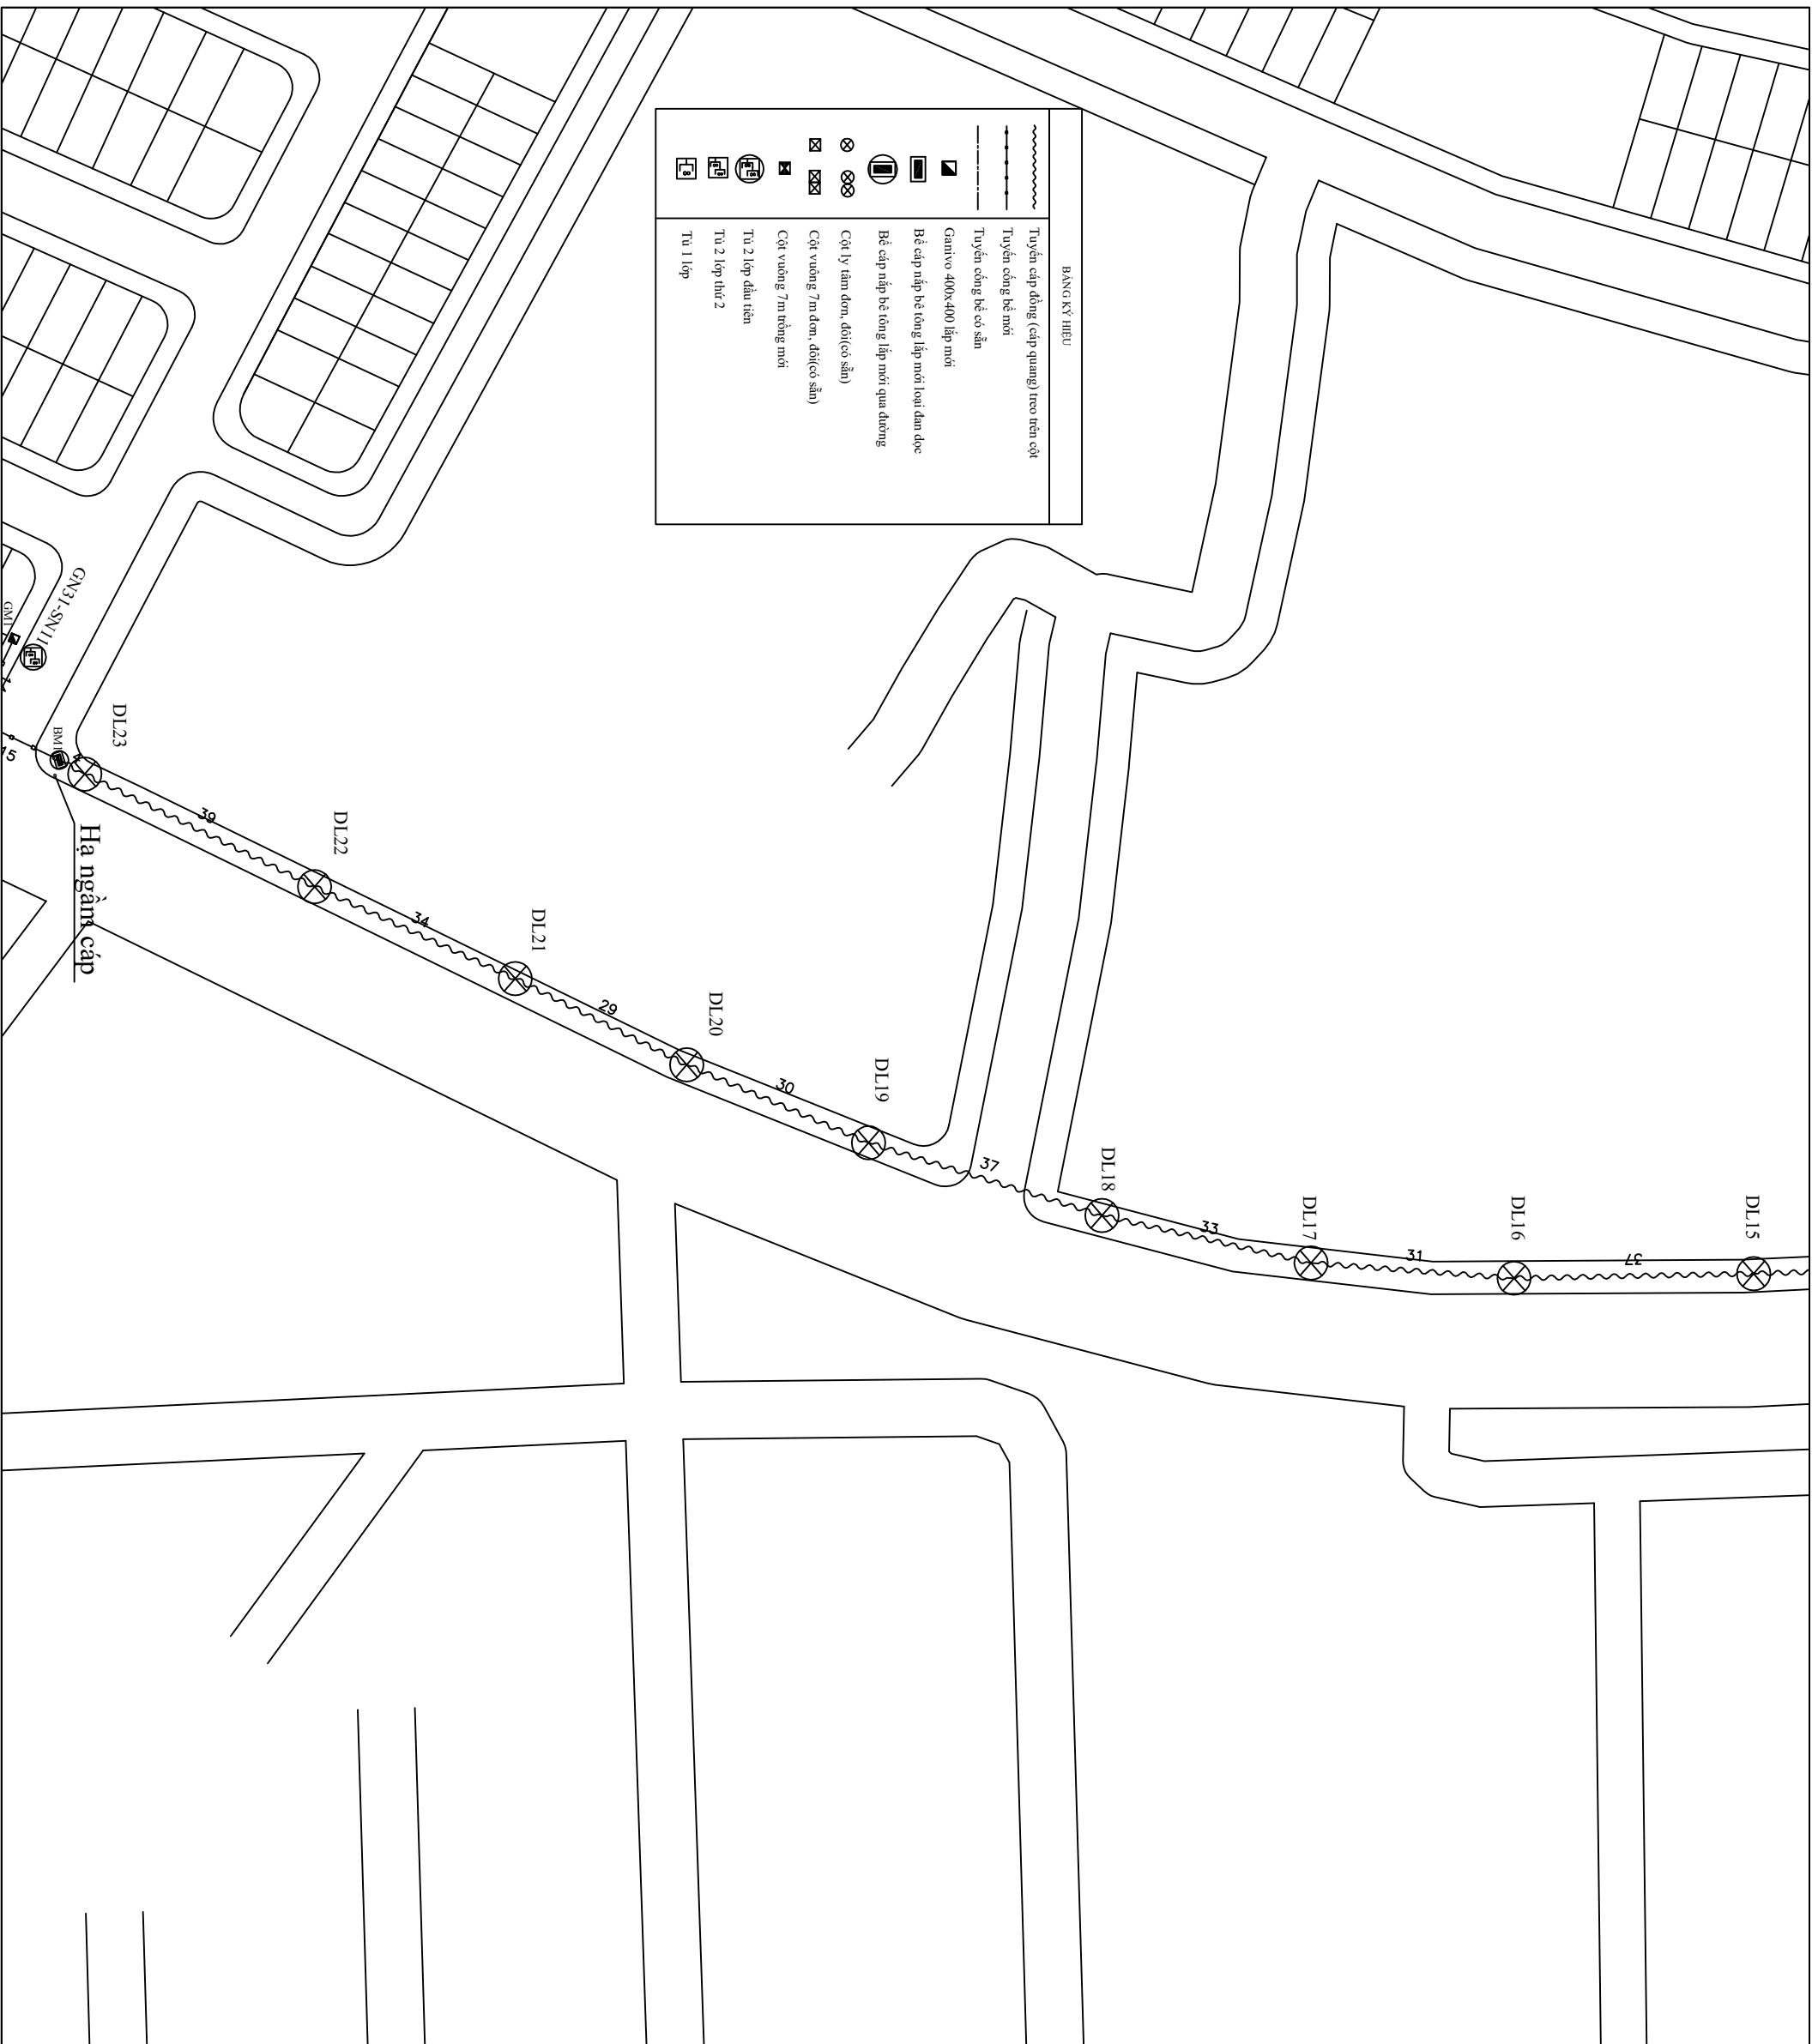 BẢNG KÝ HIỆU
Tuyến cáp đồng (cáp quang) treo trên cột
Tuyến cống bể mới
Tuyến cống bể có sẵn
Ganivo 400x400 lắp mới
Bể cáp nắp bê tông lắp mới loại đan dọc
Bể cáp nắp bê tông lắp mới qua đường
Cột ly tâm đơn, đôi(có sẵn)
Cột vuông 7m đơn, đôi(có sẵn)
Cột vuông 7m trồng mới
Tủ 2 lớp đầu tiên
Tủ 2 lớp thứ 2
Tủ 1 lớp
DL15
37
DL16
31
DL17
33
DL18
37
DL19
30
DL20
29
DL21
34
DL22
39
DL23
4
Hạ ngầm cáp
GM1
15